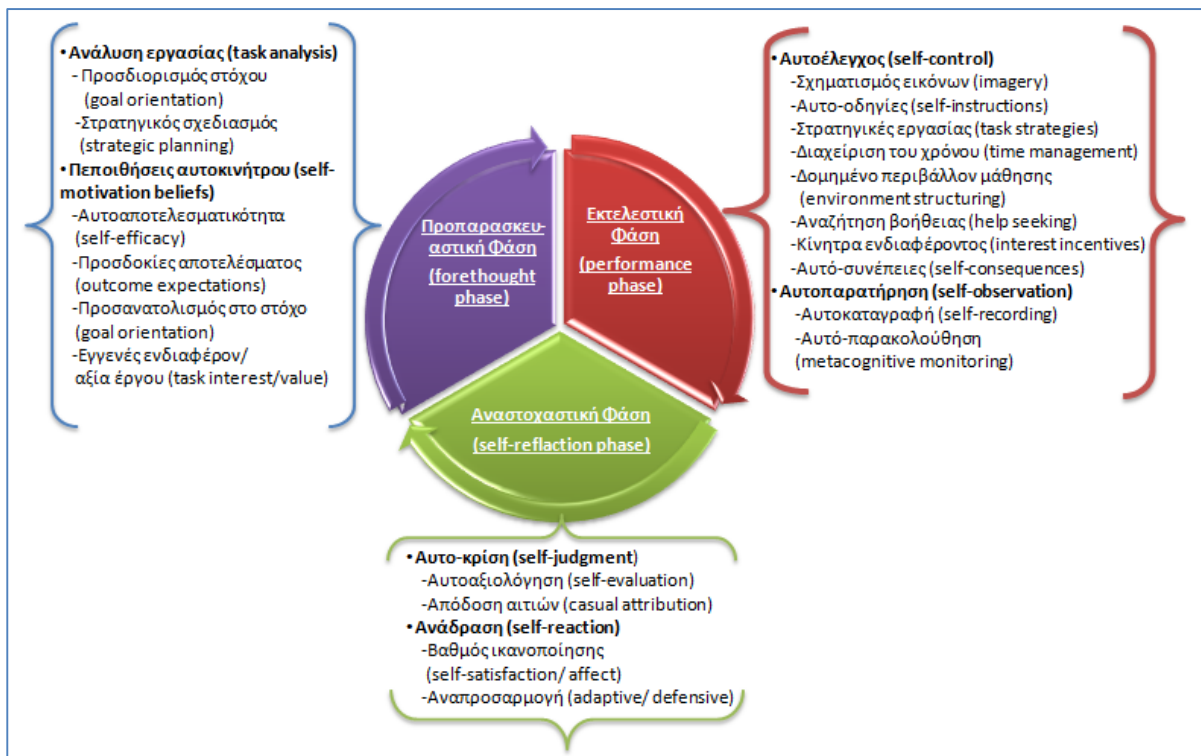 •Ανάλυση εργασίας (task analysis)
- Προσδιορισμός στόχου
(goal orientation)
-Στρατηγικός σχεδιασμός
(strategic planning)
•Πεποιθήσεις αυτοκινήτρου (self-
motivation beliefs)
-Αυτοαποτελεσματικότητα
(self-efficacy)
-Προσδοκίες αποτελέσματος
(outcome expectations)
-Προσανατολισμός στο στόχο
(goal orientation)
-Εγγενές ενδιαφέρον/
αξία έργου (task interest/value)
Προπαρασκευ-
αστική Φάση
(forethought
phase)
Εκτελεστική
Φάση
(performance
phase)
•Αυτοέλεγχος (self-control)
-Σχηματισμός εικόνων (imagery)
-Αυτο-οδηγίες (self-instructions)
-Στρατηγικές εργασίας (task strategies)
-Διαχείριση του χρόνου (time management)
-Δομημένο περιβάλλον μάθησης
(environment structuring)
-Αναζήτηση βοήθειας (help seeking)
-Κίνητρα ενδιαφέροντος (interest incentives)
-Αυτό-συνέπειες (self-consequences)
•Αυτοπαρατήρηση (self-observation)
-Αυτοκαταγραφή (self-recording)
-Αυτό-παρακολούθηση
(metacognitive monitoring)
Αναστοχαστική Φάση
(self-reflaction phase)
•Αυτο-κρίση (self-judgment)
-Αυτοαξιολόγηση (self-evaluation)
-Απόδοση αιτιών (casual attribution)
•Ανάδραση (self-reaction)
-Βαθμός ικανοποίησης
(self-satisfaction/ affect)
-Αναπροσαρμογή (adaptive/ defensive)